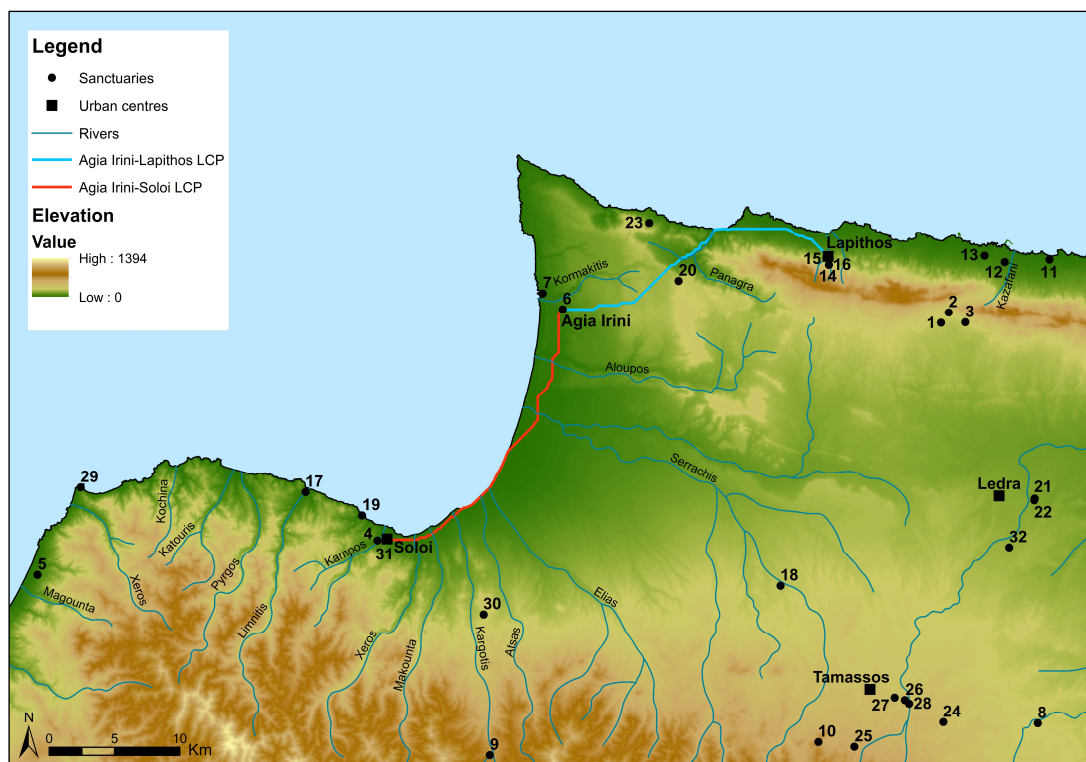 Legend
Sanctuaries
Urban centres
Rivers
Agia Irini-Lapithos LCP
Agia Irini-Soloi LCP
Elevation
Value
High : 1394
Low : 0
23
Lapithos
15
16
14
13
12
11
Kazafani
20
Panagra
Kormakitis
7
6
Agia Irini
2
1
3
Aloupos
Serrachis
Ledra
21
22
32
29
17
19
4
Soloi
31
Kochina
Katouris
Karnpos
Pyrgos
Limnitis
5
Magounta
Xeros
18
30
Elias
Xeros
Makounta
Kargotis
Atsas
Tamassos
26
27
28
24
8
10
25
9
N
0
5
10
Km